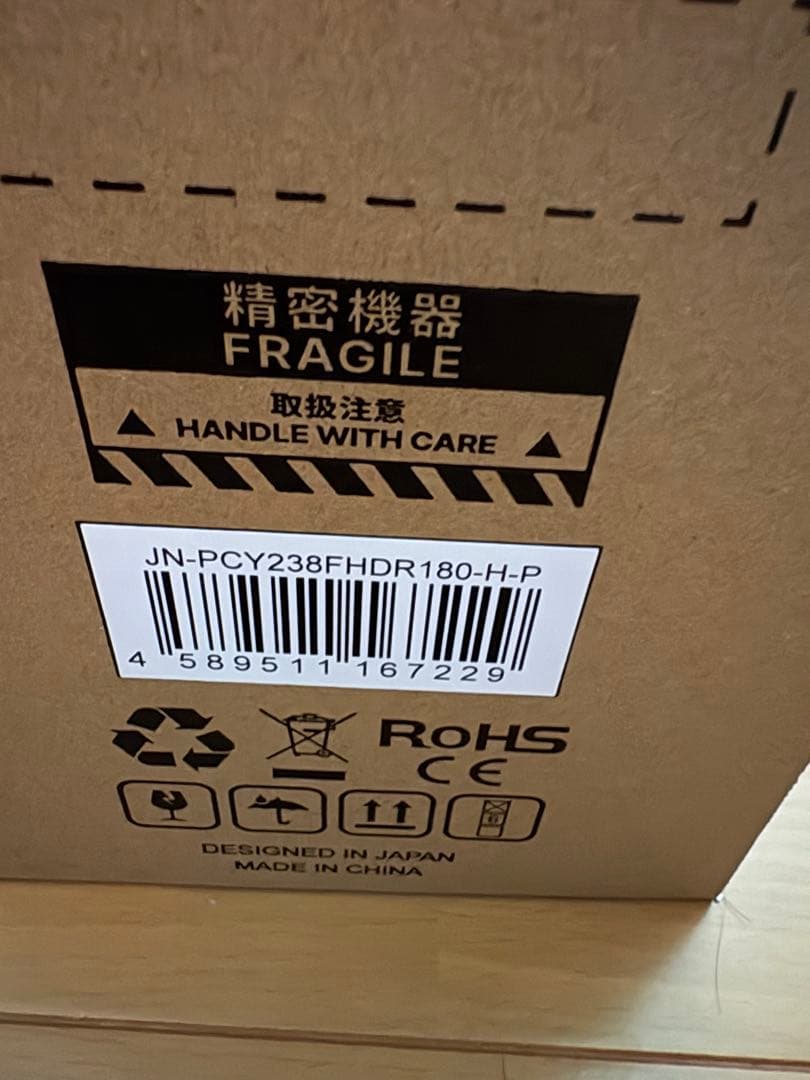 精密機器
FRAGILE
取扱注意
HANDLE WITH CARE
JN-PCY238FHDR180-H-P
4 589511 167229
RoHS
CE
DESIGNED IN JAPAN
MADE IN CHINA